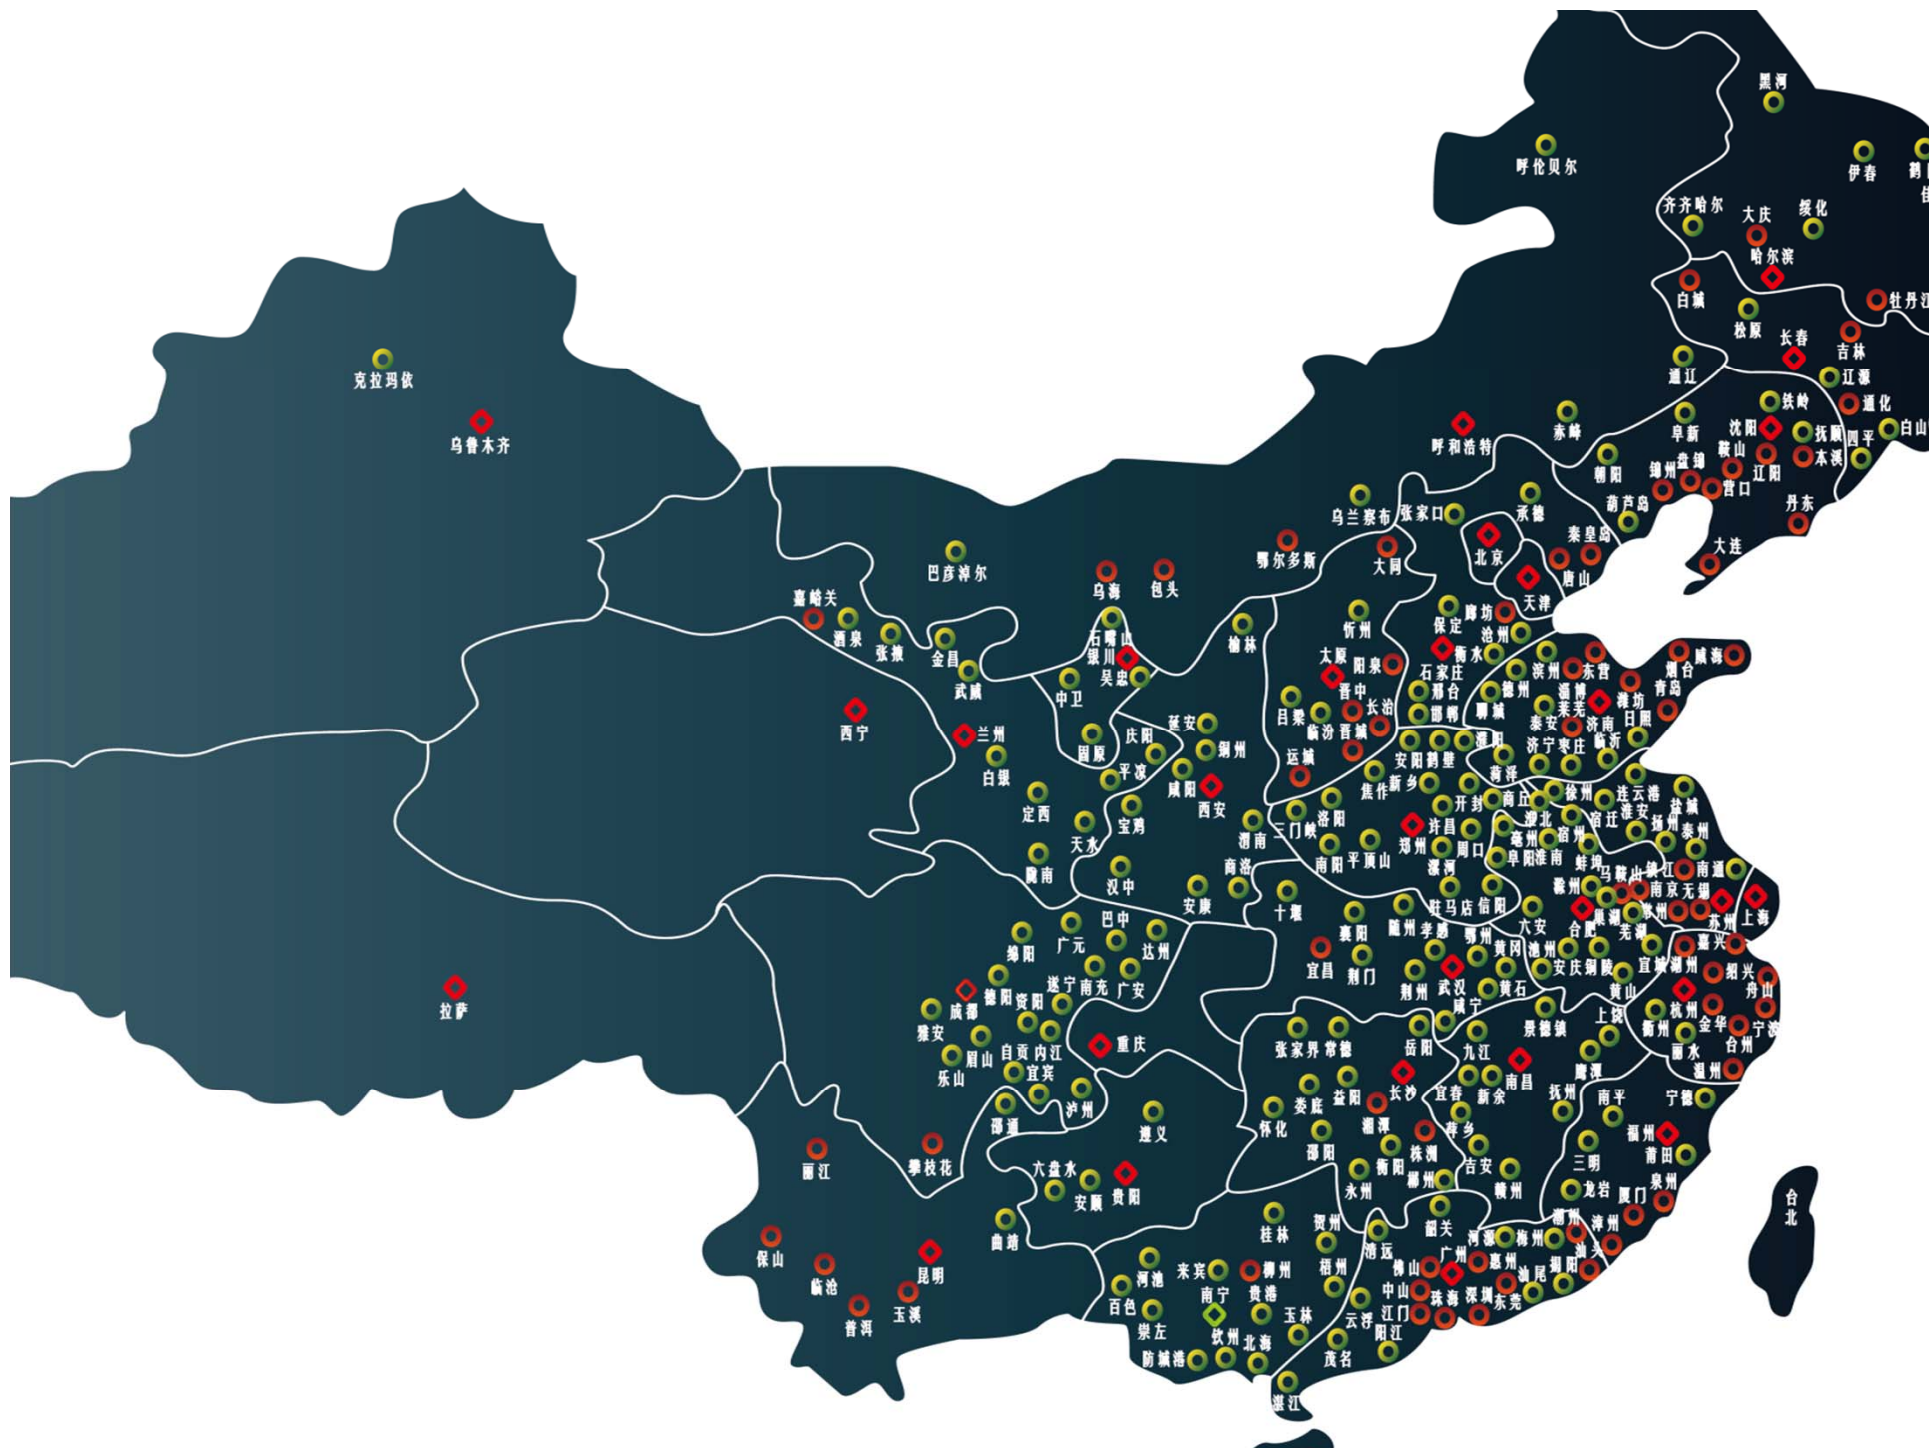 黑河
呼伦贝尔
伊春
齐齐哈尔
大庆
绥化
哈尔滨
白城
牡丹江
松原
长春
吉林
克拉玛依
通辽
辽源
铁岭
通化
赤峰
阜新
沈阳
抚顺
四平
白山
乌鲁木齐
呼和浩特
鞍山
本溪
朝阳
锦州
盘锦
辽阳
营口
葫芦岛
丹东
乌兰察布
张家口
承德
秦皇岛
大连
鄂尔多斯
大同
北京
唐山
巴彦淖尔
乌海
包头
天津
嘉峪关
酒泉
张掖
金昌
石嘴山
榆林
忻州
保定
廊坊
沧州
银川
太原
阳泉
石家庄
衡水
滨州
东营
烟台
威海
武威
中卫
吴忠
晋中
邢台
德州
淄博
潍坊
青岛
西宁
兰州
吕梁
临汾
晋城
长治
邯郸
聊城
泰安
莱芜
济南
日照
白银
固原
庆阳
延安
铜州
运城
安阳
鹤壁
濮阳
济宁
枣庄
临沂
平凉
咸阳
西安
焦作
新乡
菏泽
定西
宝鸡
开封
商丘
徐州
连云港
盐城
天水
渭南
三门峡
洛阳
郑州
许昌
淮北
宿州
宿迁
淮安
扬州
泰州
陇南
南阳
平顶山
漯河
周口
亳州
阜阳
淮南
蚌埠
汉中
商洛
马鞍山
镇江
南通
安康
十堰
驻马店
信阳
滁州
南京
无锡
巴中
襄阳
随州
孝感
鄂州
六安
合肥
巢湖
芜湖
常州
苏州
上海
绵阳
广元
达州
宜昌
荆门
黄冈
池州
嘉兴
拉萨
德阳
遂宁
南充
广安
荆州
武汉
黄石
安庆
铜陵
宜城
湖州
绍兴
舟山
成都
资阳
咸宁
景德镇
黄山
杭州
雅安
眉山
自贡
内江
重庆
张家界
常德
岳阳
九江
上饶
衢州
金华
宁波
台州
丽水
乐山
宜宾
泸州
娄底
益阳
长沙
宜春
新余
南昌
鹰潭
温州
邵通
遵义
怀化
湘潭
萍乡
抚州
南平
宁德
丽江
攀枝花
邵阳
衡阳
株洲
吉安
三明
福州
莆田
六盘水
安顺
贵阳
永州
郴州
赣州
龙岩
厦门
泉州
台
北
曲靖
桂林
贺州
清远
韶关
河源
梅州
潮州
漳州
保山
临沧
昆明
河池
来宾
柳州
梧州
佛山
广州
惠州
汕尾
揭阳
汕头
普洱
玉溪
百色
南宁
贵港
云浮
中山
珠海
深圳
东莞
崇左
玉林
江门
钦州
北海
阳江
防城港
茂名
湛江